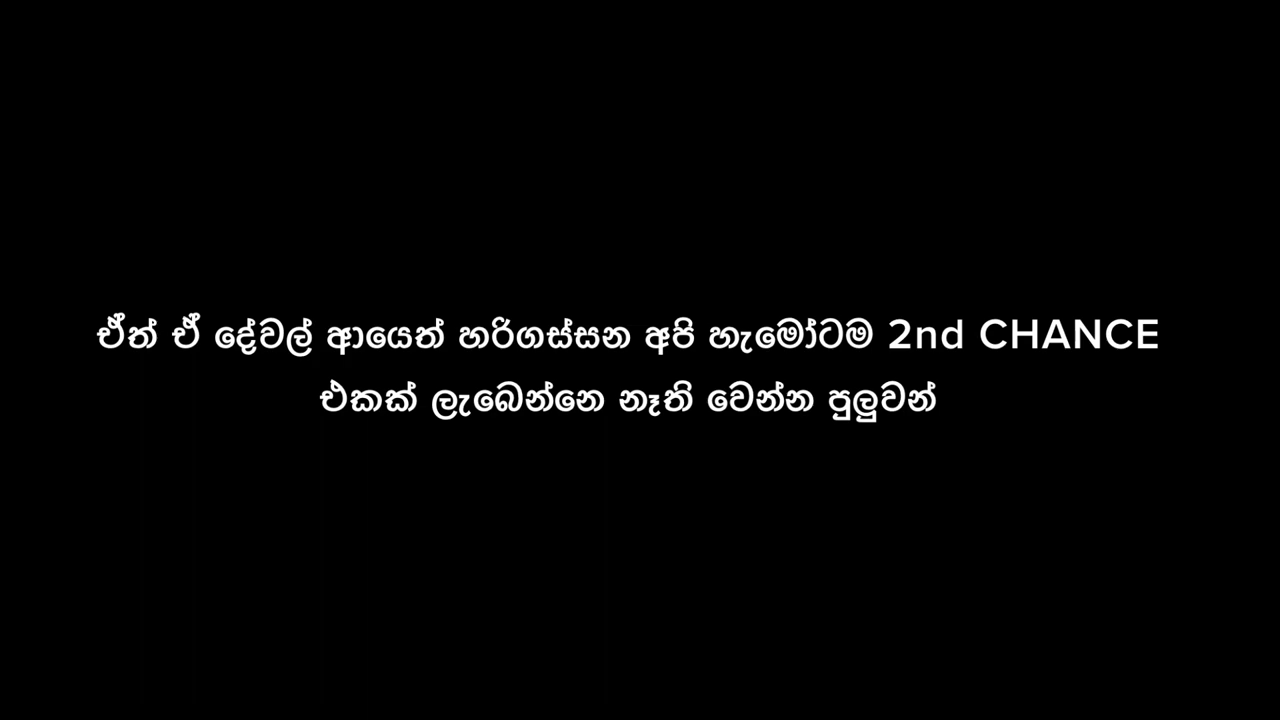 ඒත් ඒ දේවල් ආයෙත් හරිගස්සන අපි හැමෝටම 2nd CHANCE
එකක් ලැබෙන්නෙ නෑති වෙන්න පුලුවන්